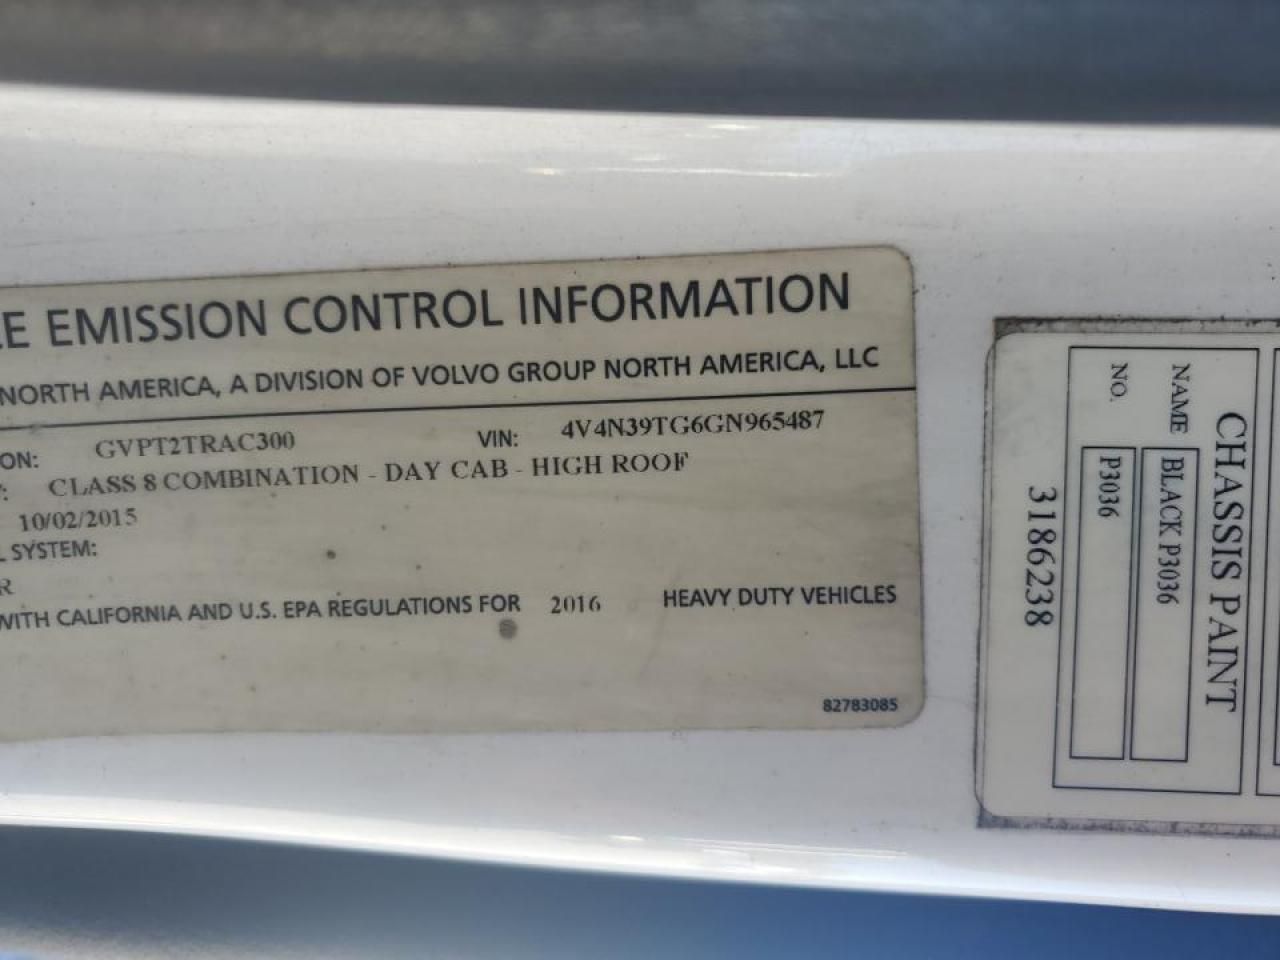 LE EMISSION CONTROL INFORMATION
NORTH AMERICA, A DIVISION OF VOLVO GROUP NORTH AMERICA, LLC
ON: GVPT2TRAC300 VIN: 4V4N39TG6GN965487
: CLASS 8 COMBINATION - DAY CAB - HIGH ROOF
10/02/2015
L SYSTEM:
R
WITH CALIFORNIA AND U.S. EPA REGULATIONS FOR 2016 HEAVY DUTY VEHICLES
82783085
CHASSIS PAINT
NAME BLACK P3036
NO. P3036
3186238